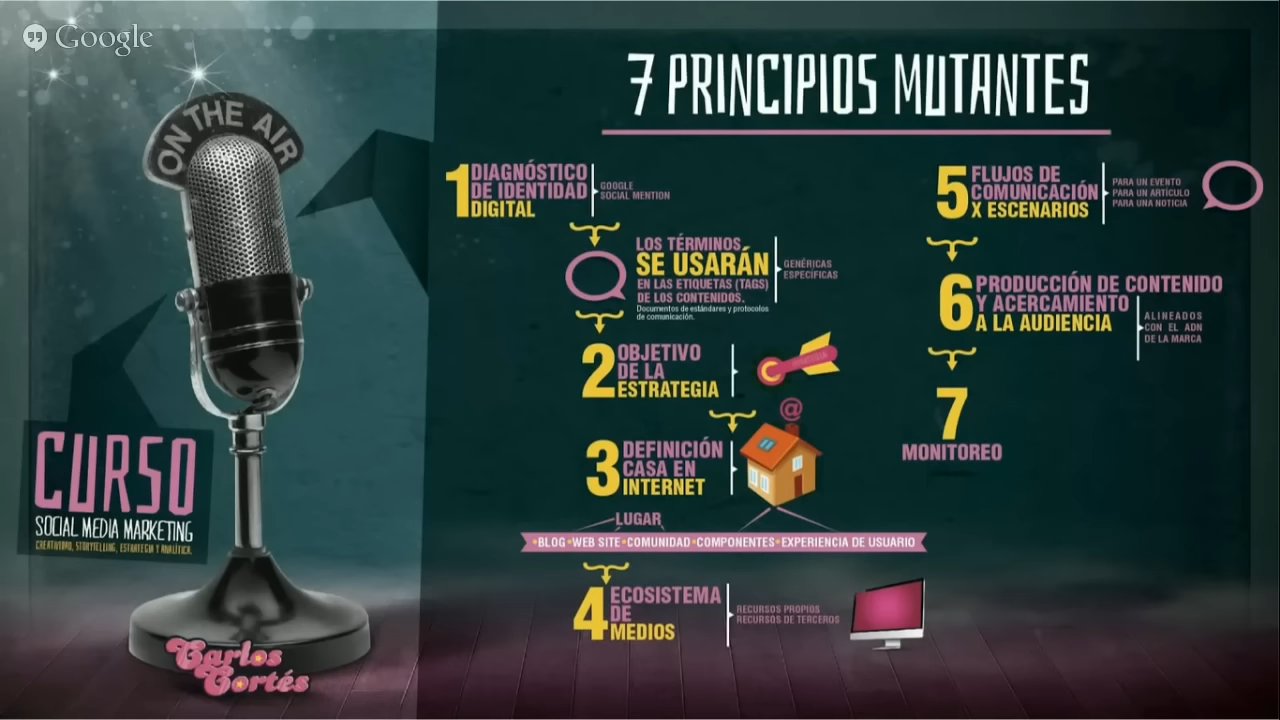 Google
ON THE AIR
CURSO
SOCIAL MEDIA MARKETING
CREATIVIDAD, STORYTELLING, ESTRATEGIA Y ANALÍTICA.
Carlos
Cortés
7 PRINCIPIOS MUTANTES
1 DIAGNÓSTICO
DE IDENTIDAD
DIGITAL
GOOGLE
SOCIAL MENTION
LOS TÉRMINOS
SE USARÁN
EN LAS ETIQUETAS (TAGS)
DE LOS CONTENIDOS.
Documentos de estándares y protocolos
de comunicación.
GENÉRICAS
ESPECÍFICAS
2 OBJETIVO
DE LA
ESTRATEGIA
3 DEFINICIÓN
CASA EN
INTERNET
@
LUGAR
•BLOG•WEB SITE•COMUNIDAD•COMPONENTES•EXPERIENCIA DE USUARIO
4 ECOSISTEMA
DE
MEDIOS
RECURSOS PROPIOS
RECURSOS DE TERCEROS
5 FLUJOS DE
COMUNICACIÓN
X ESCENARIOS
PARA UN EVENTO
PARA UN ARTÍCULO
PARA UNA NOTICIA
6 PRODUCCIÓN DE CONTENIDO
Y ACERCAMIENTO
A LA AUDIENCIA
ALINEADOS
CON EL ADN
DE LA MARCA
7
MONITOREO